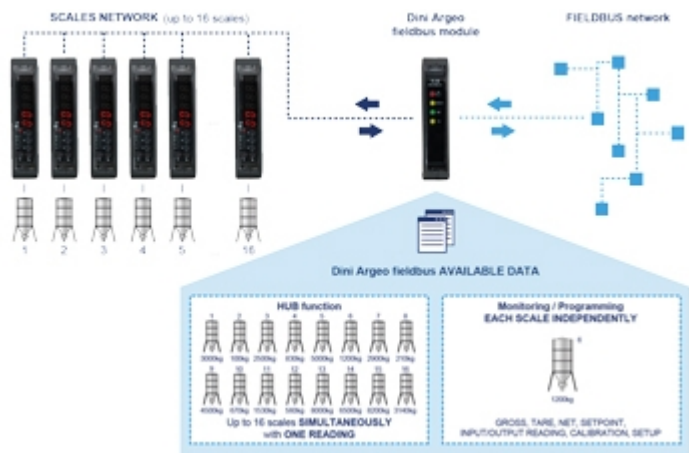 SCALES NETWORK (up to 16 scales)
Dini Argeo
fieldbus module
FIELDBUS network
1 2 3 4 5 16
Dini Argeo fieldbus AVAILABLE DATA
HUB function
1 2 3 4 5 6 7 8
3000kg 100kg 2500kg 830kg 5000kg 1200kg 2900kg 210kg
9 10 11 12 13 14 15 16
4500kg 670kg 1530kg 580kg 8000kg 6500kg 8200kg 3140kg
Up to 16 scales SIMULTANEOUSLY
with ONE READING
Monitoring / Programming
EACH SCALE INDEPENDENTLY
6
1200kg
GROSS, TARE, NET, SETPOINT,
INPUT/OUTPUT READING, CALIBRATION, SETUP